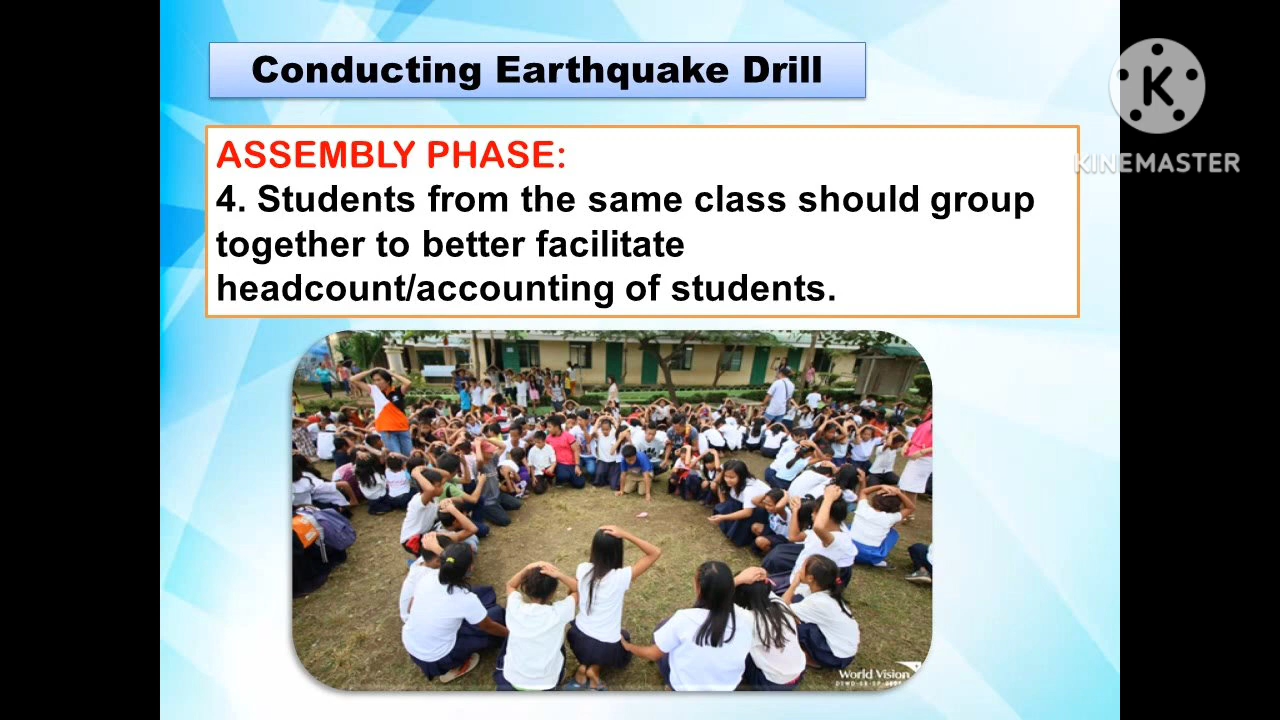 Conducting Earthquake Drill
K
KINEMASTER
ASSEMBLY PHASE:
4. Students from the same class should group
together to better facilitate
headcount/accounting of students.
World Vision